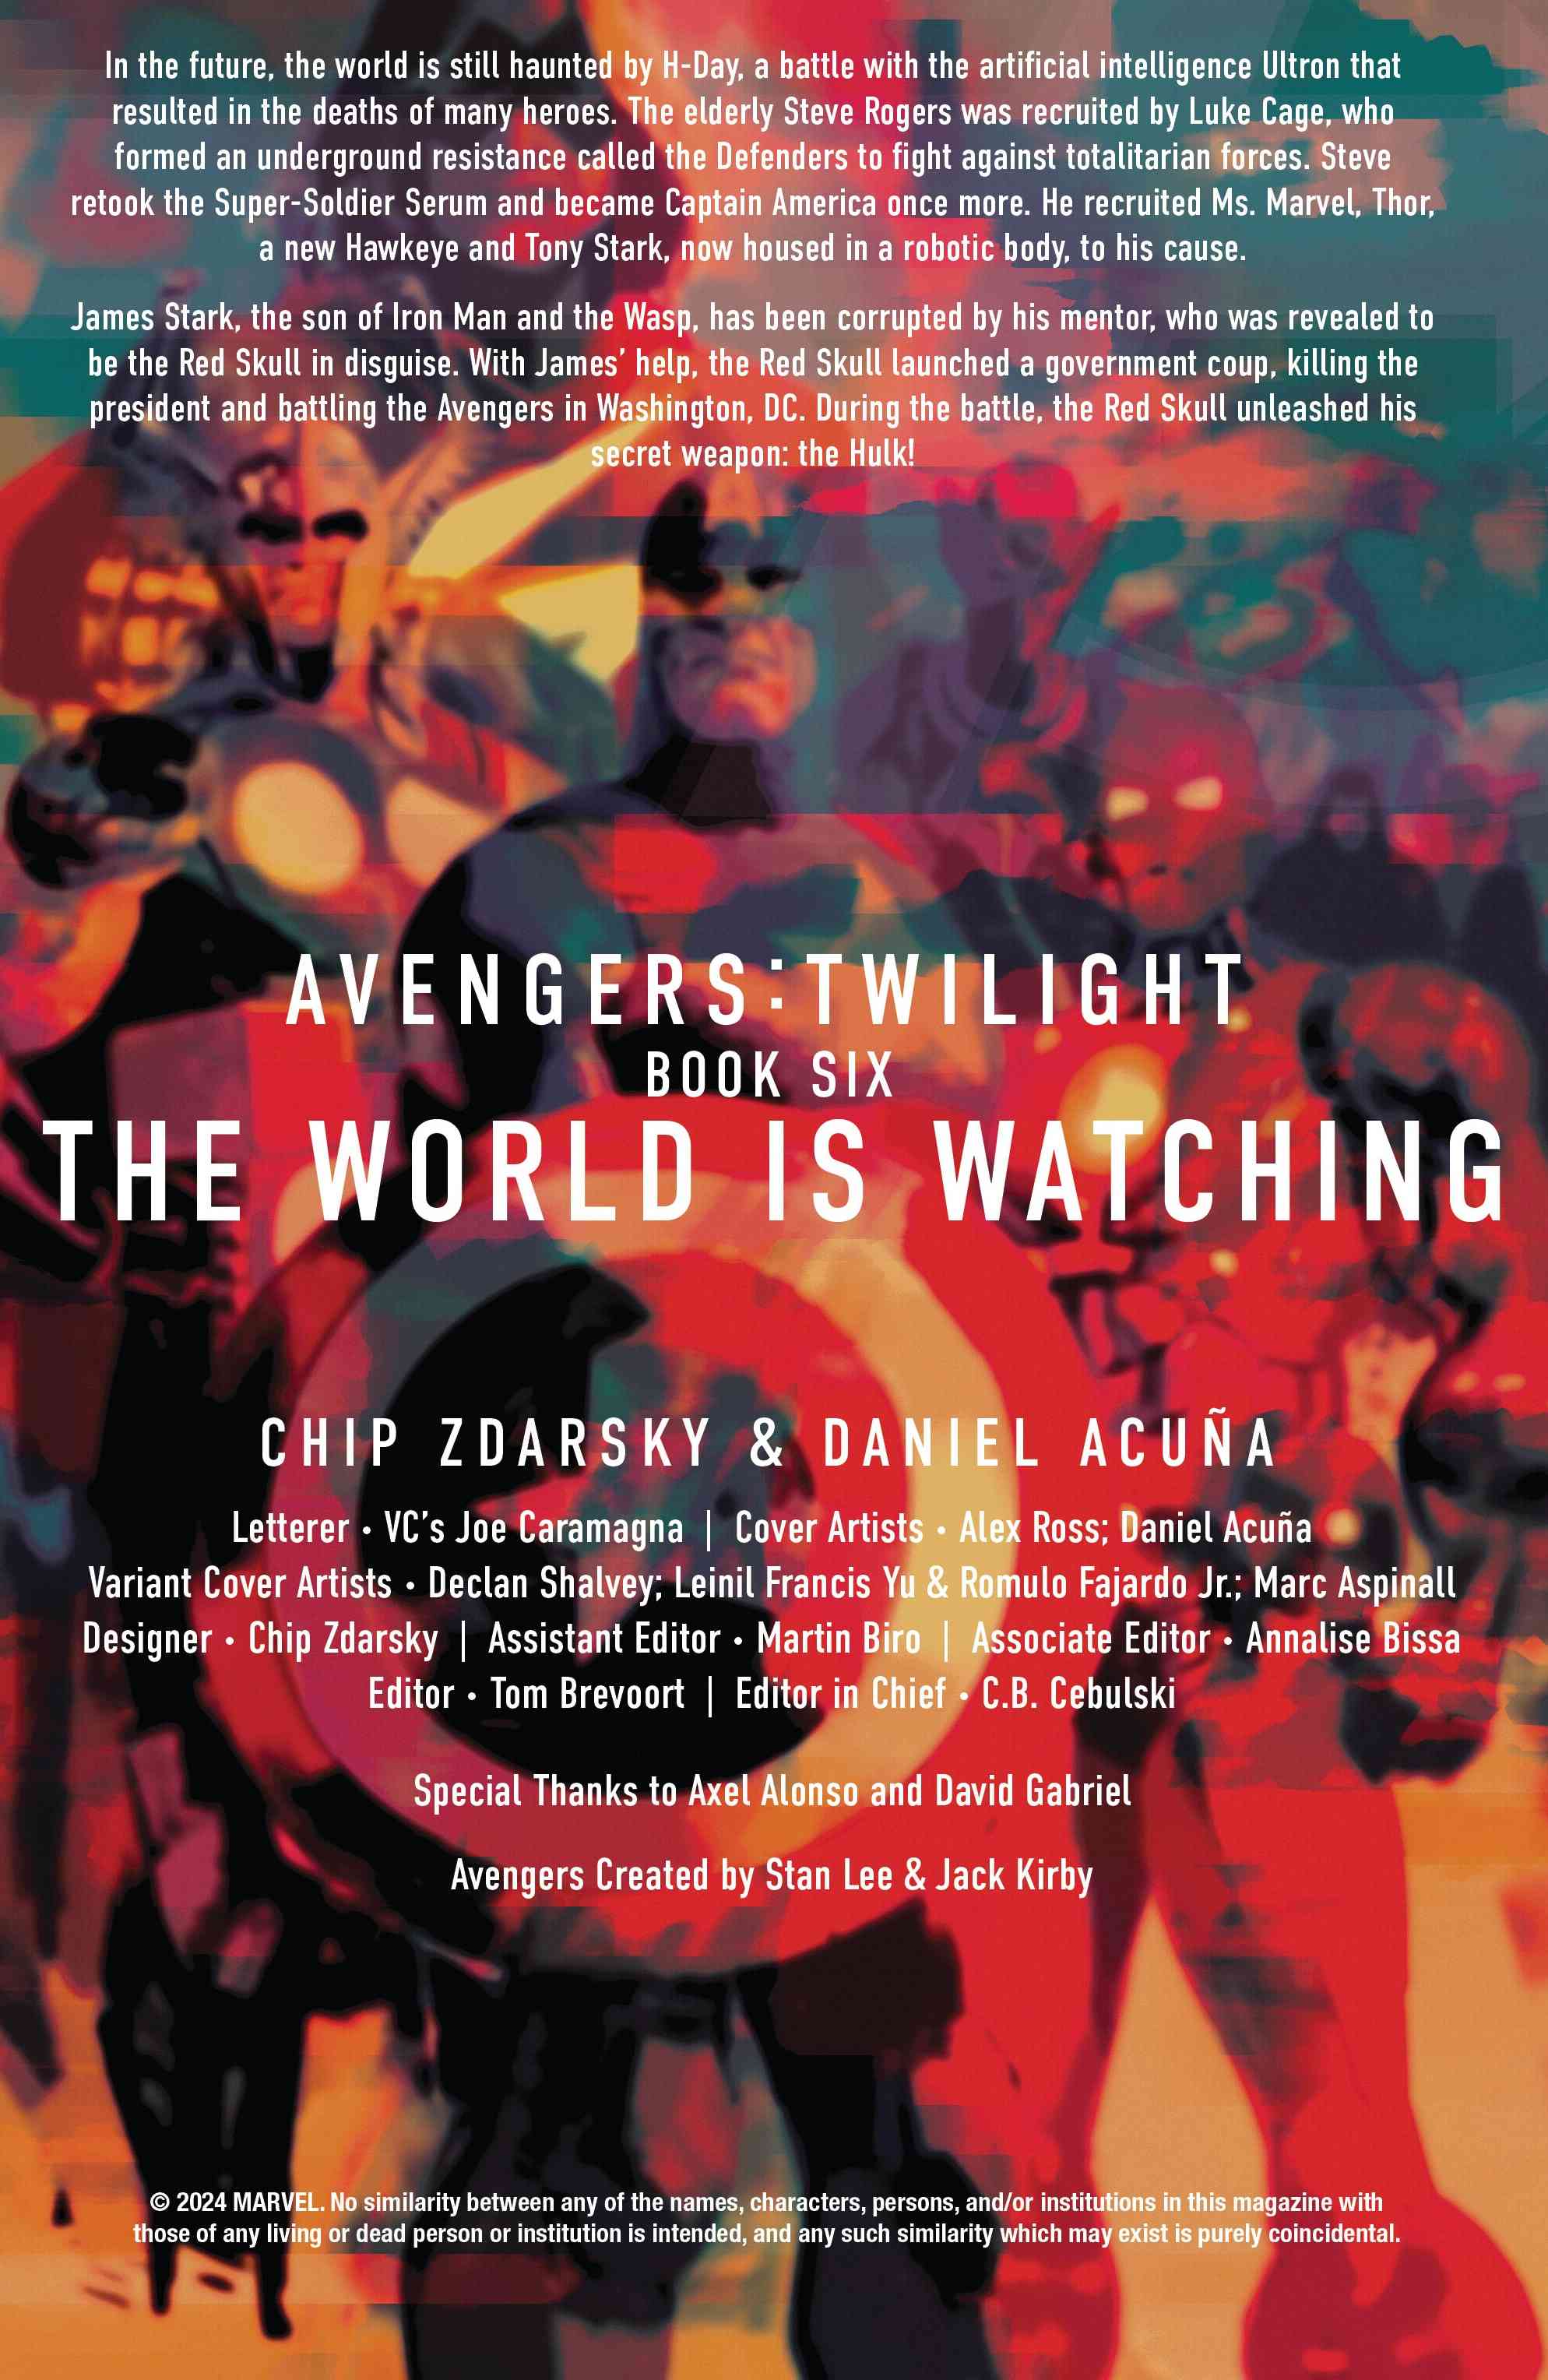 In the future, the world is still haunted by H-Day, a battle with the artificial intelligence Ultron that
resulted in the deaths of many heroes. The elderly Steve Rogers was recruited by Luke Cage, who
formed an underground resistance called the Defenders to fight against totalitarian forces. Steve
retook the Super-Soldier Serum and became Captain America once more. He recruited Ms. Marvel, Thor,
a new Hawkeye and Tony Stark, now housed in a robotic body, to his cause.
James Stark, the son of Iron Man and the Wasp, has been corrupted by his mentor, who was revealed to
be the Red Skull in disguise. With James’ help, the Red Skull launched a government coup, killing the
president and battling the Avengers in Washington, DC. During the battle, the Red Skull unleashed his
secret weapon: the Hulk!
AVENGERS:TWILIGHT
BOOK SIX
THE WORLD IS WATCHING
CHIP ZDARSKY & DANIEL ACUÑA
Letterer • VC’s Joe Caramagna | Cover Artists • Alex Ross; Daniel Acuña
Variant Cover Artists • Declan Shalvey; Leinil Francis Yu & Romulo Fajardo Jr.; Marc Aspinall
Designer • Chip Zdarsky | Assistant Editor • Martin Biro | Associate Editor • Annalise Bissa
Editor • Tom Brevoort | Editor in Chief • C.B. Cebulski
Special Thanks to Axel Alonso and David Gabriel
Avengers Created by Stan Lee & Jack Kirby
© 2024 MARVEL. No similarity between any of the names, characters, persons, and/or institutions in this magazine with
those of any living or dead person or institution is intended, and any such similarity which may exist is purely coincidental.